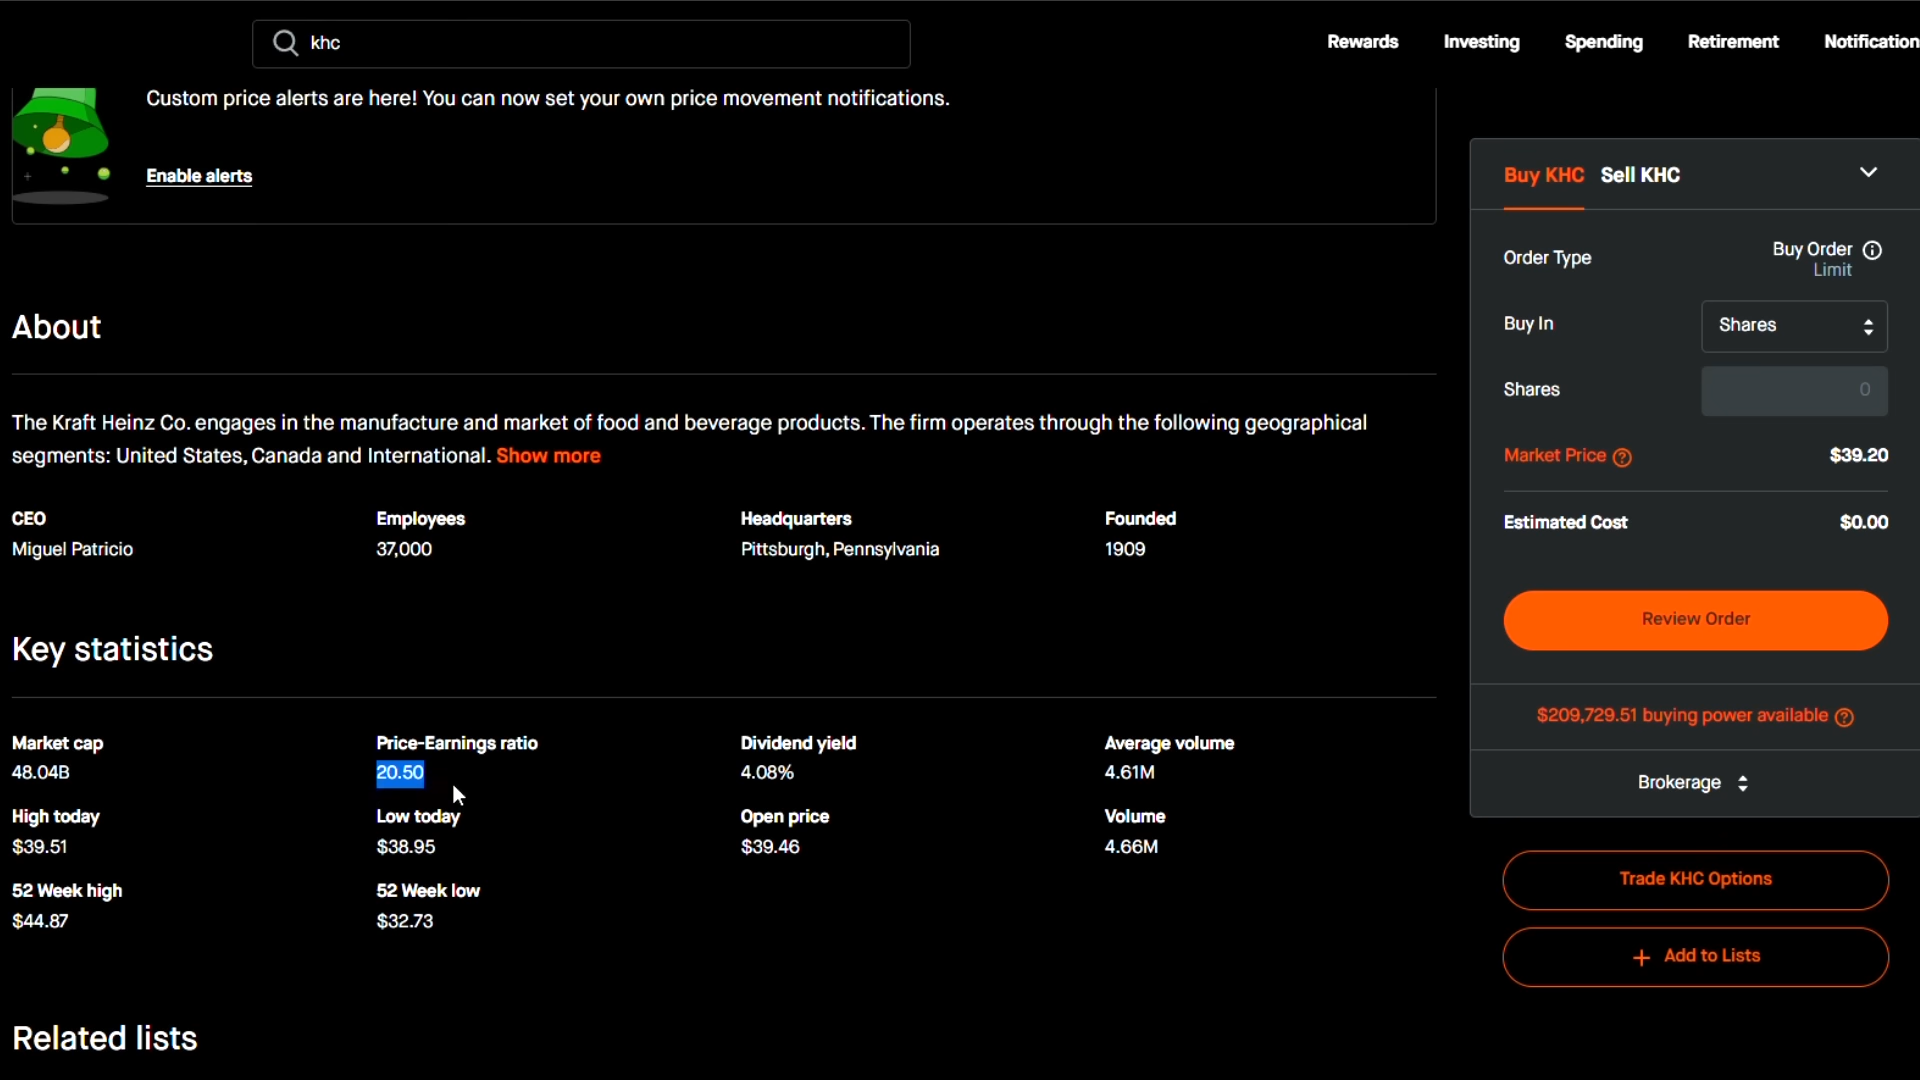 khc
Rewards Investing Spending Retirement Notification
Custom price alerts are here! You can now set your own price movement notifications.
Enable alerts
About
The Kraft Heinz Co. engages in the manufacture and market of food and beverage products. The firm operates through the following geographical
segments: United States, Canada and International. Show more
CEO Employees Headquarters Founded
Miguel Patricio 37,000 Pittsburgh, Pennsylvania 1909
Key statistics
Market cap Price-Earnings ratio Dividend yield Average volume
48.04B 20.50 4.08% 4.61M
High today Low today Open price Volume
$39.51 $38.95 $39.46 4.66M
52 Week high 52 Week low
$44.87 $32.73
Related lists
Buy KHC Sell KHC
Order Type Buy Order
Limit
Buy In Shares
Shares 0
Market Price $39.20
Estimated Cost $0.00
Review Order
$209,729.51 buying power available
Brokerage
Trade KHC Options
+ Add to Lists